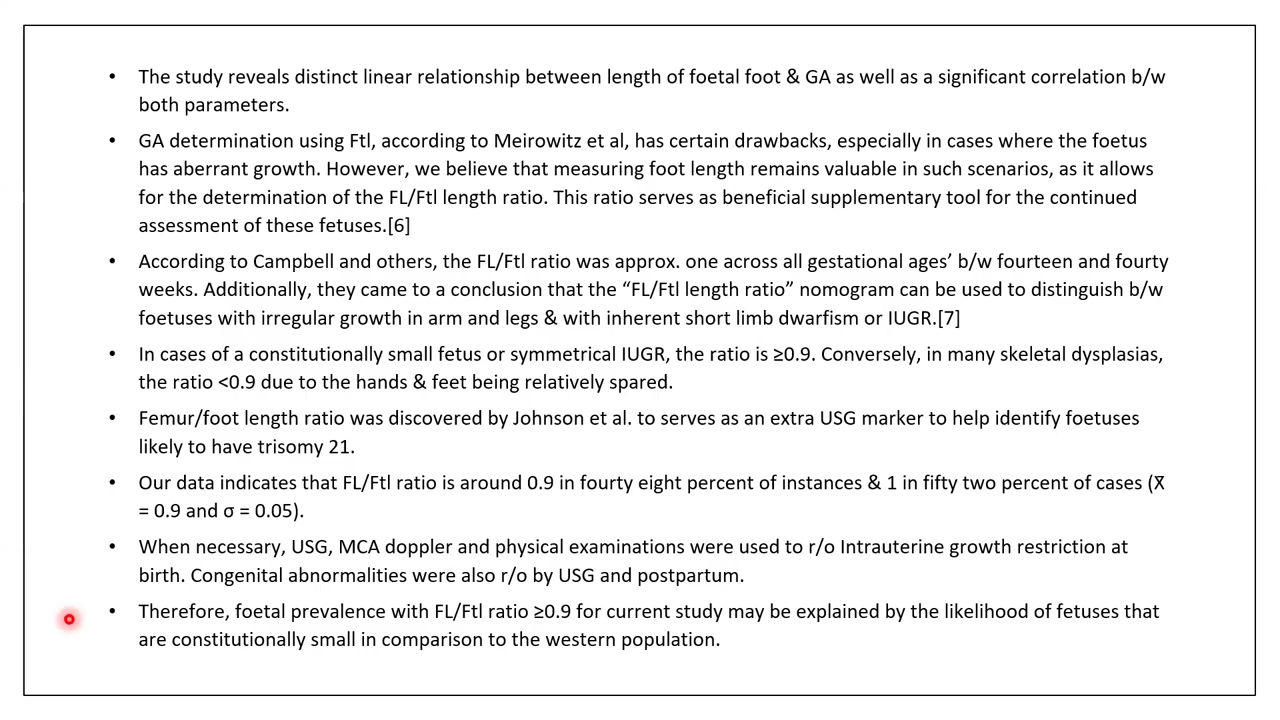 • The study reveals distinct linear relationship between length of foetal foot & GA as well as a significant correlation b/w
both parameters.
• GA determination using Ftl, according to Meirowitz et al, has certain drawbacks, especially in cases where the foetus
has aberrant growth. However, we believe that measuring foot length remains valuable in such scenarios, as it allows
for the determination of the FL/Ftl length ratio. This ratio serves as beneficial supplementary tool for the continued
assessment of these fetuses.[6]
• According to Campbell and others, the FL/Ftl ratio was approx. one across all gestational ages’ b/w fourteen and fourty
weeks. Additionally, they came to a conclusion that the “FL/Ftl length ratio” nomogram can be used to distinguish b/w
foetuses with irregular growth in arm and legs & with inherent short limb dwarfism or IUGR.[7]
• In cases of a constitutionally small fetus or symmetrical IUGR, the ratio is ≥0.9. Conversely, in many skeletal dysplasias,
the ratio <0.9 due to the hands & feet being relatively spared.
• Femur/foot length ratio was discovered by Johnson et al. to serves as an extra USG marker to help identify foetuses
likely to have trisomy 21.
• Our data indicates that FL/Ftl ratio is around 0.9 in fourty eight percent of instances & 1 in fifty two percent of cases (X̅
= 0.9 and σ = 0.05).
• When necessary, USG, MCA doppler and physical examinations were used to r/o Intrauterine growth restriction at
birth. Congenital abnormalities were also r/o by USG and postpartum.
• Therefore, foetal prevalence with FL/Ftl ratio ≥0.9 for current study may be explained by the likelihood of fetuses that
are constitutionally small in comparison to the western population.